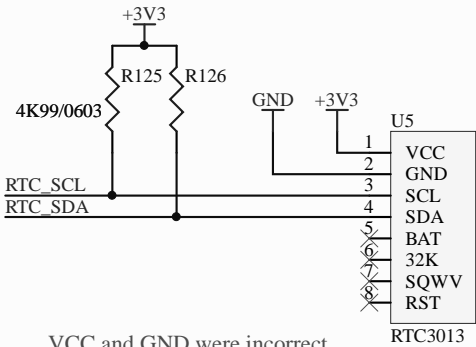 +3V3
R125 R126
4K99/0603
GND +3V3
U5
1 VCC
2 GND
RTC_SCL 3 SCL
RTC_SDA 4 SDA
5 BAT
6 32K
7 SQWV
8 RST
RTC3013
VCC and GND were incorrect